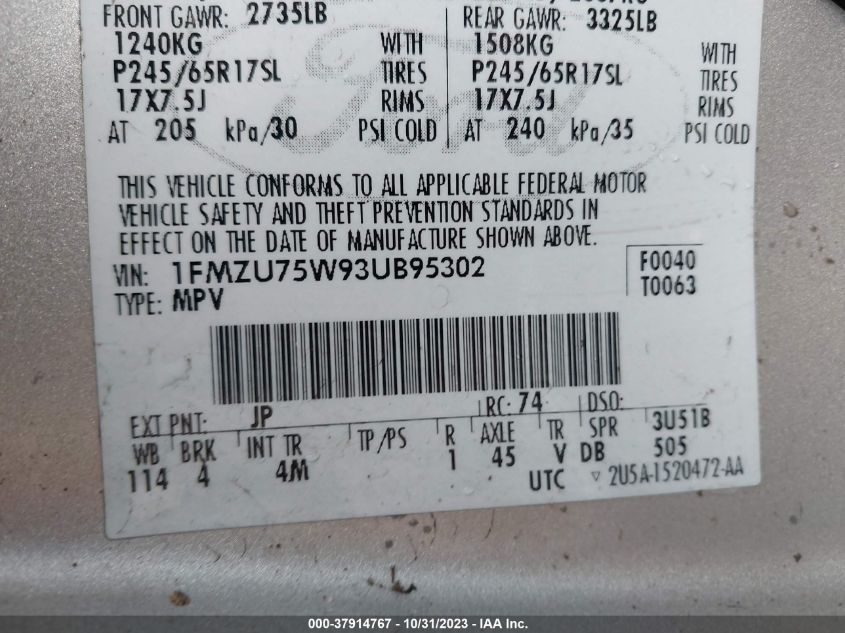 FRONT GAWR: 2735LB REAR GAWR: 3325LB
1240KG WITH 1508KG WITH
P245/65R17SL TIRES P245/65R17SL TIRES
17X7.5J RIMS 17X7.5J RIMS
AT 205 kPa/30 PSI COLD AT 240 kPa/35 PSI COLD
Ford
THIS VEHICLE CONFORMS TO ALL APPLICABLE FEDERAL MOTOR
VEHICLE SAFETY AND THEFT PREVENTION STANDARDS IN
EFFECT ON THE DATE OF MANUFACTURE SHOWN ABOVE.
VIN: 1FMZU75W93UB95302 F0040
TYPE: MPV T0063
EXT PNT: JP RC: 74 DSO:
WB BRK INT TR TP/PS R AXLE TR SPR 3U51B
114 4 4M 1 45 V DB 505
UTC ▽ 2U5A-1520472-AA
000-37914767 - 10/31/2023 - IAA Inc.